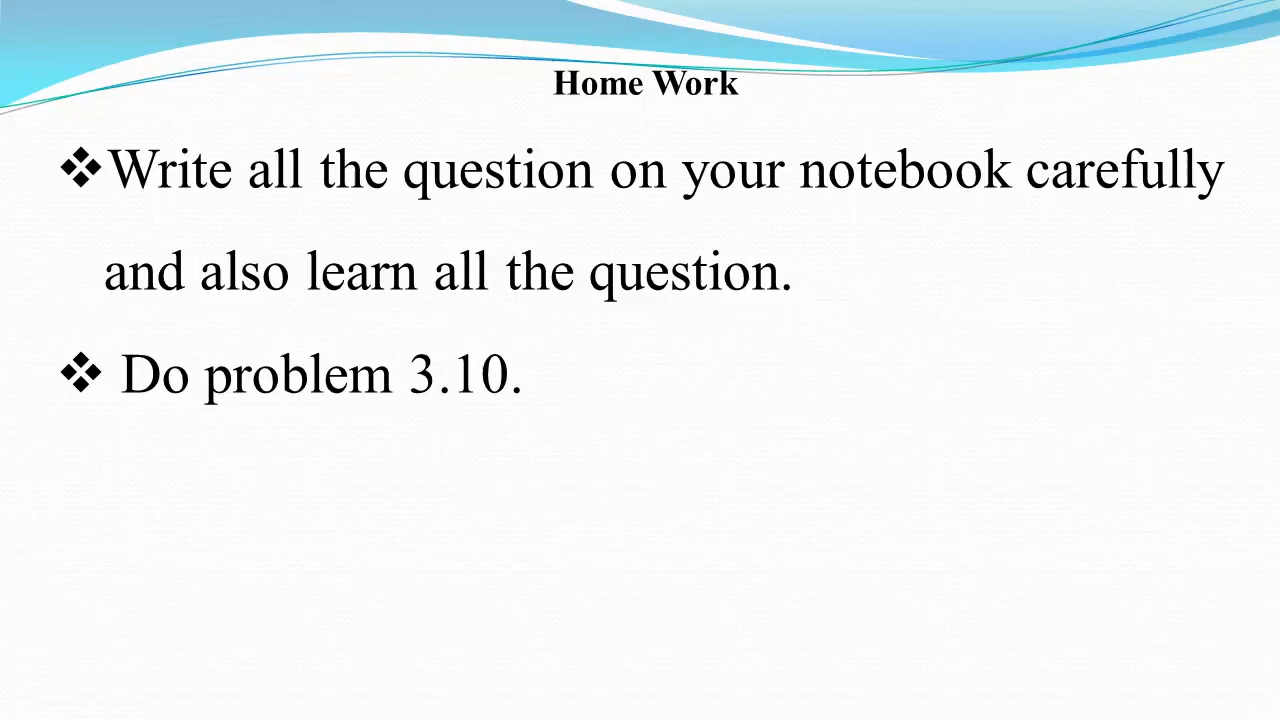 Home Work
❖Write all the question on your notebook carefully
and also learn all the question.
❖ Do problem 3.10.